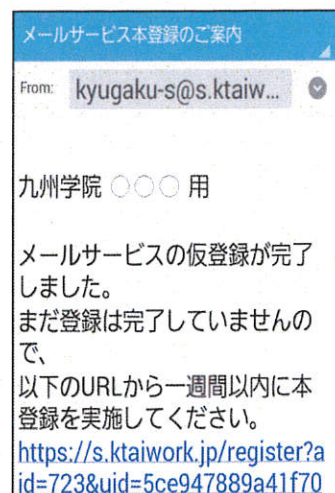 メールサービス本登録のご案内
From: kyugaku-s@s.ktaiw...
九州学院 ○○○ 用
メールサービスの仮登録が完了
しました。
まだ登録は完了していませんの
で、
以下のURLから一週間以内に本
登録を実施してください。
https://s.ktaiwork.jp/register?a
id=723&uid=5ce947889a41f70